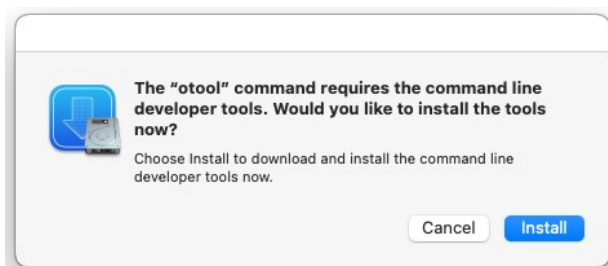 The “otool” command requires the command line
developer tools. Would you like to install the tools
now?
Choose Install to download and install the command line
developer tools now.
Cancel
Install